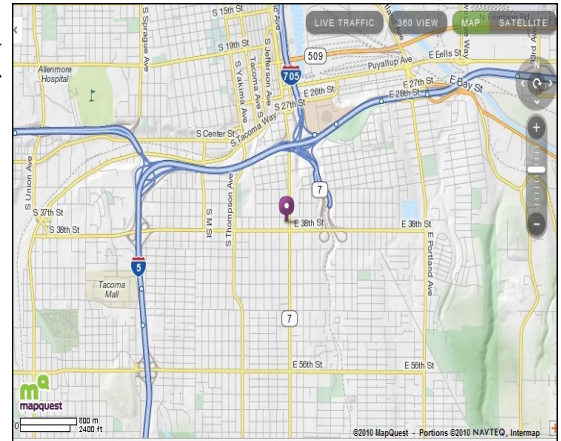 LIVE TRAFFIC
360 VIEW
MAP
SATELLITE
S 15th St
S Sprague Ave
S 19th St
S Jefferson Ave
509
Puyallup Ave
E Eells St
Allenmore
Hospital
705
Tacoma Ave S
S Yakima Ave
E 26th St
E 27th St
E Bay St
E 28th St
S 27th St
S Tacoma Way
S Center St
S Union Ave
7
S 37th St
S 38th St
S M St
S Thompson Ave
E 38th St
E 38th St
E Portland Ave
5
Tacoma
Mall
7
E 56th St
E 56th St
mq
mapquest
0
800 m
2400 ft
©2010 MapQuest - Portions ©2010 NAVTEQ, Intermap